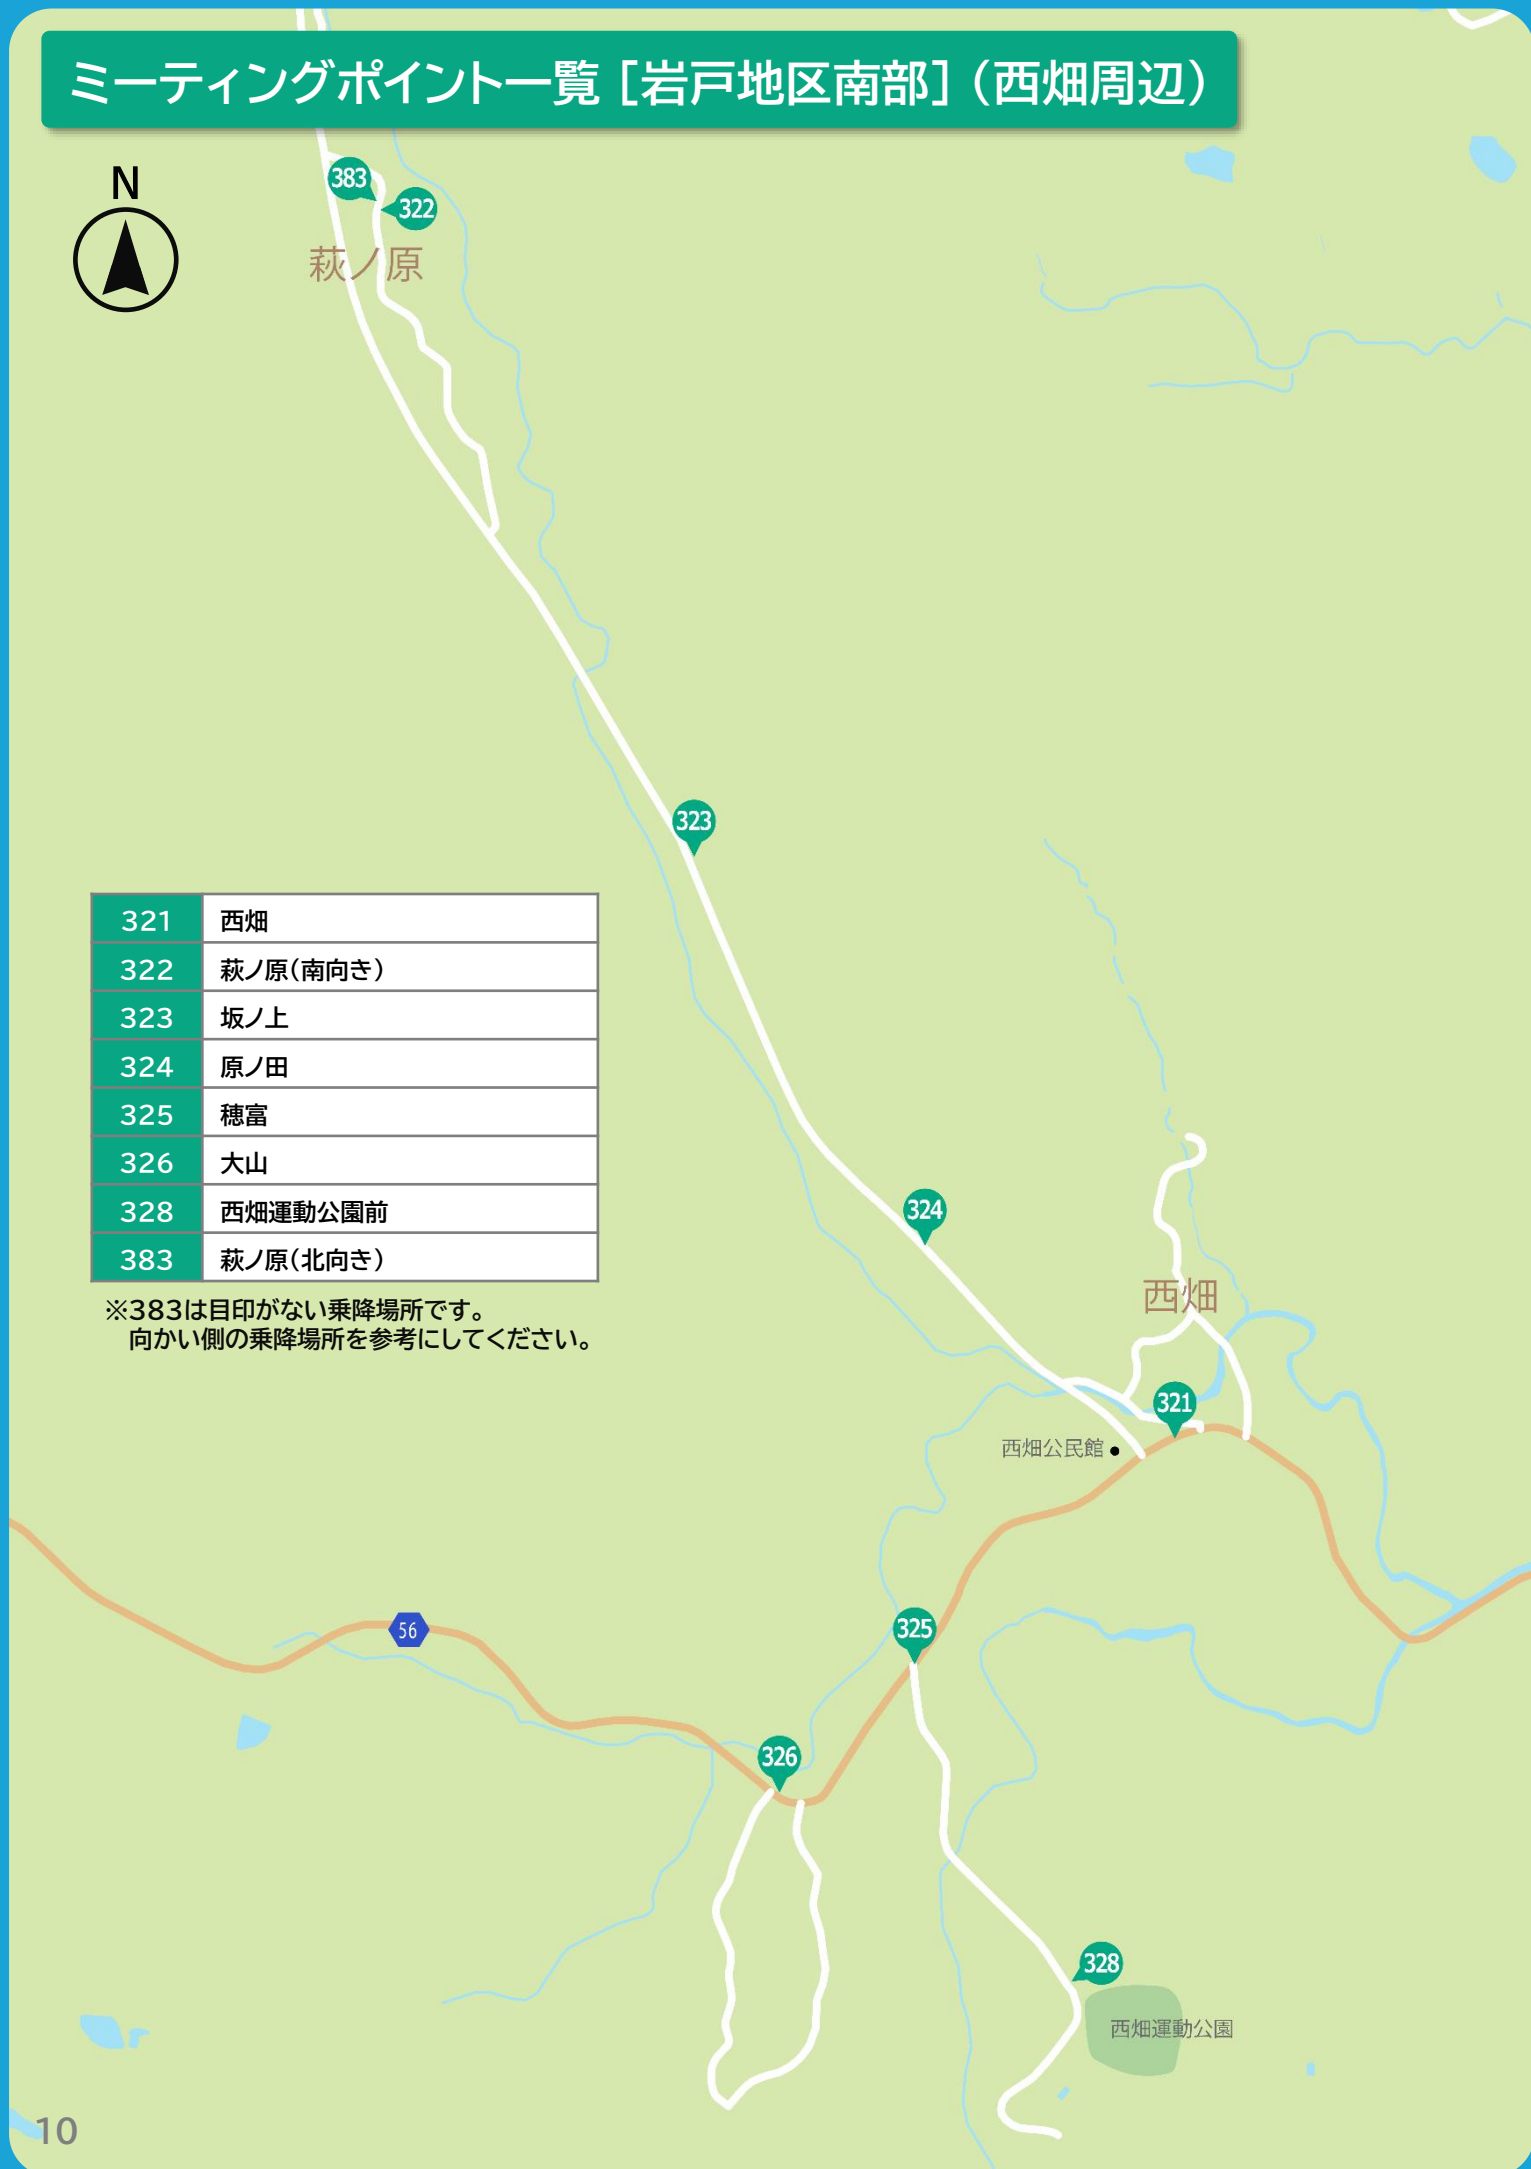 ミーティングポイント一覧［岩戸地区南部］（西畑周辺）
N
383
322
萩ノ原
323
321 西畑
322 萩ノ原（南向き）
323 坂ノ上
324 原ノ田
325 穂富
326 大山
328 西畑運動公園前
383 萩ノ原（北向き）
※383は目印がない乗降場所です。
向かい側の乗降場所を参考にしてください。
324
西畑
321
西畑公民館
56
325
326
328
西畑運動公園
10